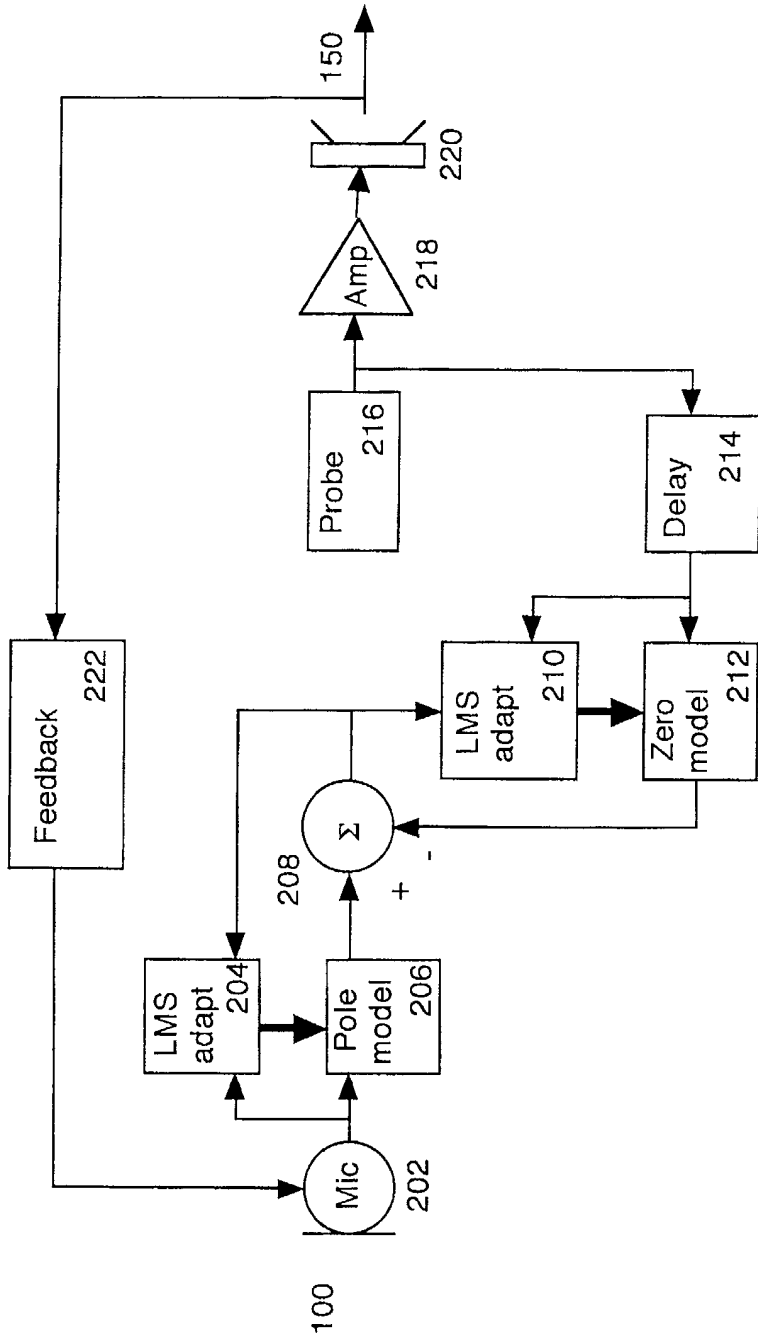 Feedback
222
150
LMS
adapt
204
208
Σ
+
-
Pole
model
206
Mic
202
100
LMS
adapt
210
Zero
model
212
Probe
216
Amp
218
220
Delay
214